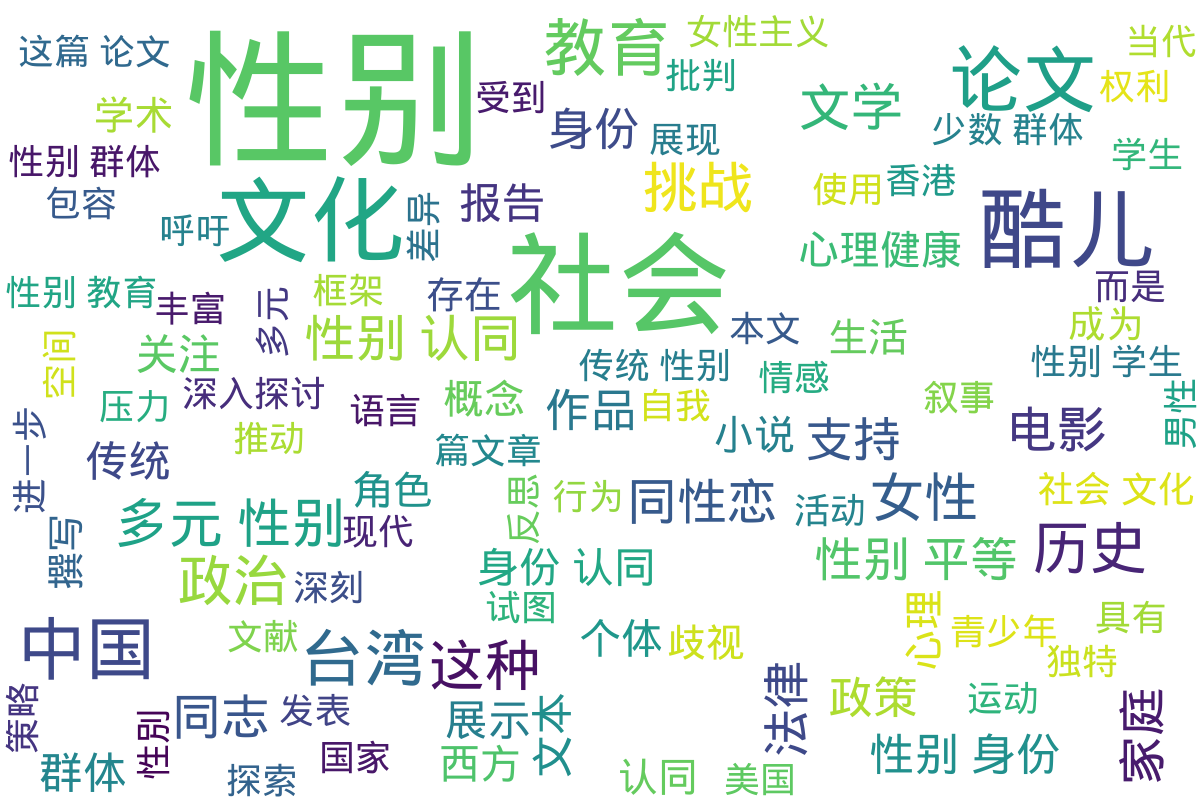 这篇 论文
性别
教育
女性主义
当代
批判
论文
权利
学术
受到
身份
展现
文学
少数 群体
性别 群体
学生
包容
呼吁
文化
差异
报告
挑战
使用
香港
酷儿
社会
心理健康
而是
性别 教育
丰富
多元
框架
存在
性别 认同
本文
生活
成为
空间
关注
传统 性别
情感
性别 学生
压力
深入探讨
语言
概念
作品
自我
叙事
男性
进一步
推动
传统
篇文章
小说
支持
电影
多元 性别
角色
反思
行为
同性恋
活动
女性
社会 文化
撰写
现代
政治
深刻
身份 认同
性别 平等
历史
试图
中国
文献
台湾
这种
个体
歧视
心理
青少年
具有
独特
策略
性别
同志
发表
展示
文本
法律
政策
运动
家庭
群体
探索
国家
西方
认同
美国
性别 身份